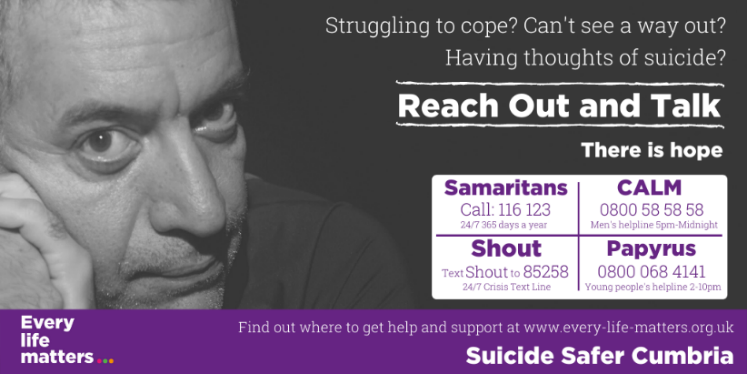 Struggling to cope? Can't see a way out?
Having thoughts of suicide?
Reach Out and Talk
There is hope
Samaritans
Call: 116 123
24/7 365 days a year
CALM
0800 58 58 58
Men's helpline 5pm-Midnight
Shout
Text Shout to 85258
24/7 Crisis Text Line
Papyrus
0800 068 4141
Young people's helpline 2-10pm
Every
life
matters...
Find out where to get help and support at www.every-life-matters.org.uk
Suicide Safer Cumbria